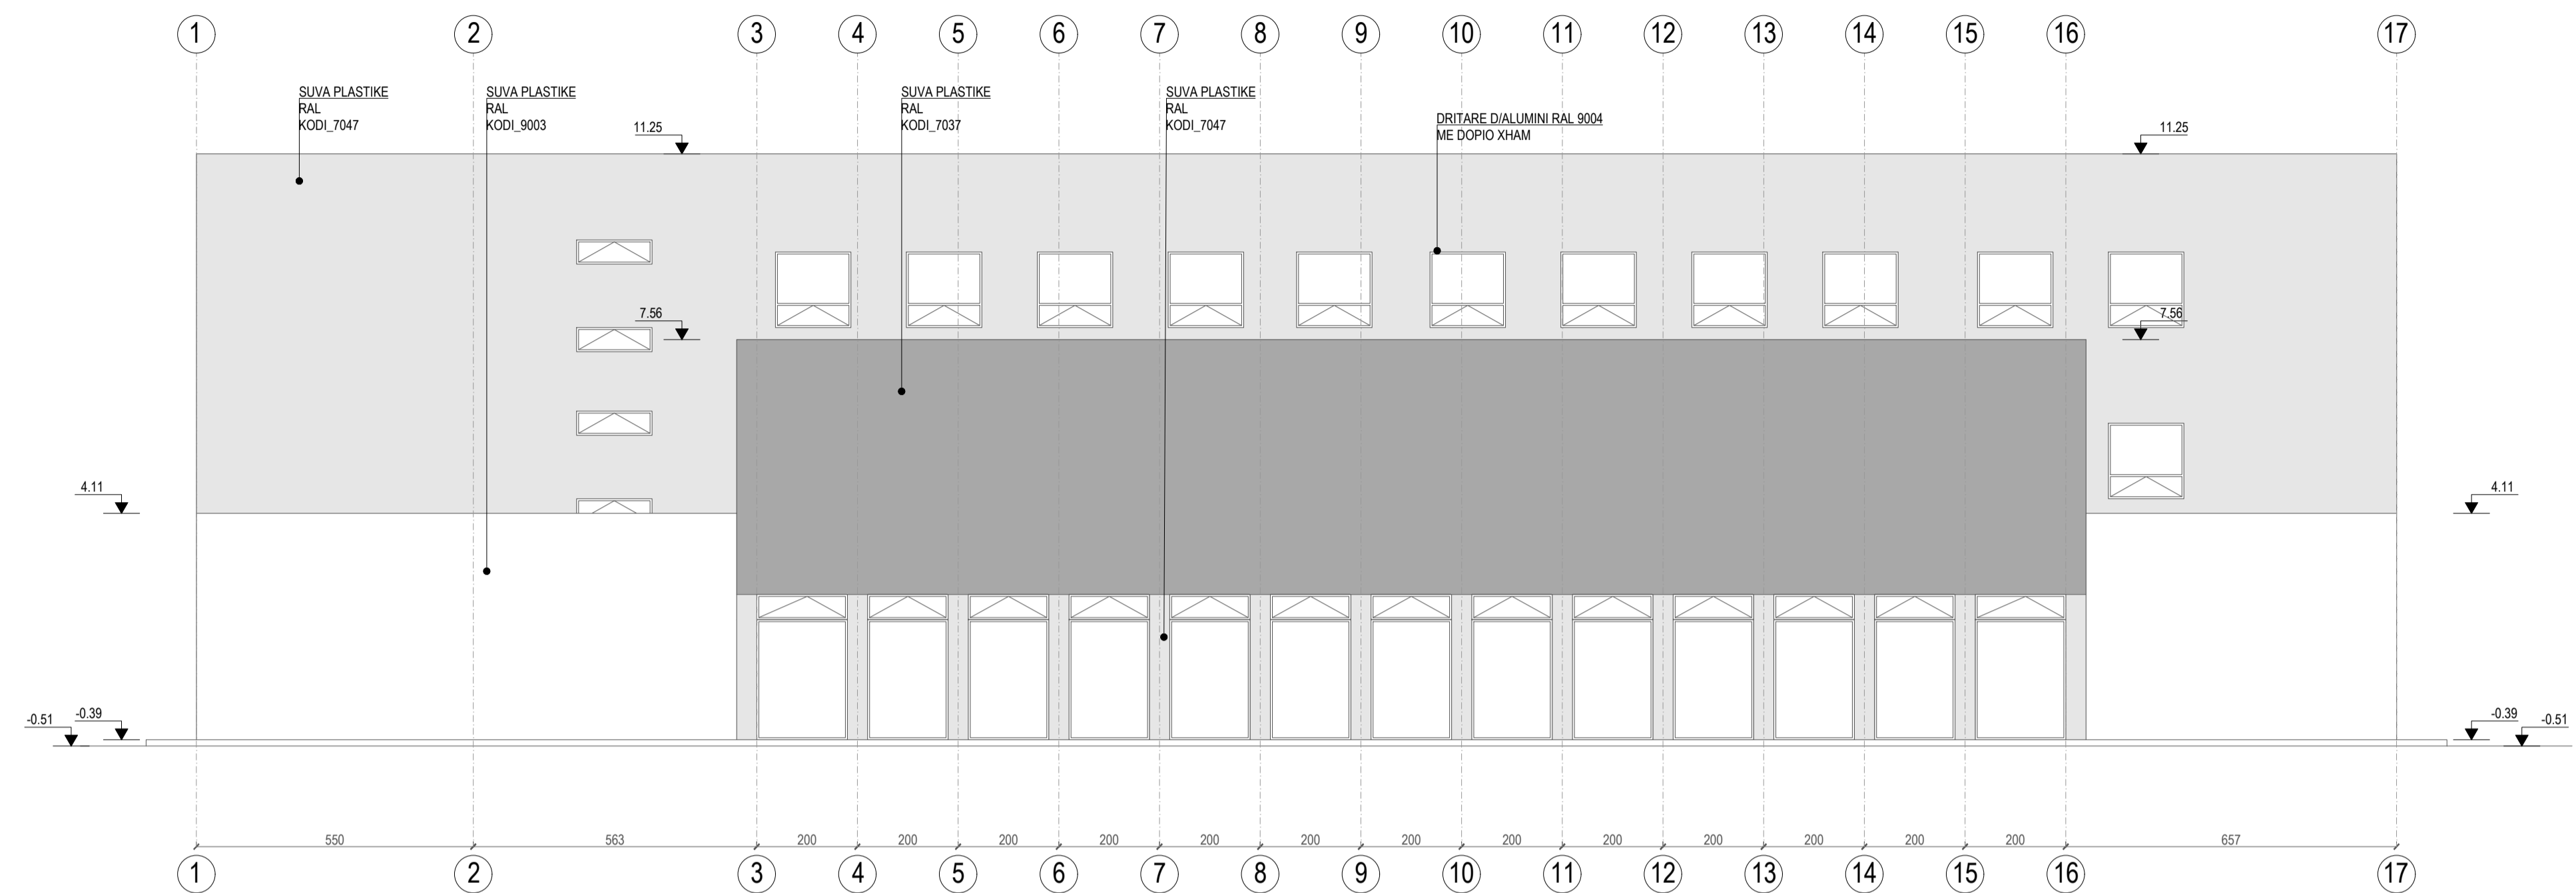 1 2 3 4 5 6 7 8 9 10 11 12 13 14 15 16 17
SUVA PLASTIKE
RAL
KODI_7047
SUVA PLASTIKE
RAL
KODI_9003
SUVA PLASTIKE
RAL
KODI_7037
SUVA PLASTIKE
RAL
KODI_7047
DRITARE D/ALUMINI RAL 9004
ME DOPIO XHAM
11.25 11.25
7.56 7.56
4.11 4.11
-0.51 -0.39 -0.39 -0.51
550 563 200 200 200 200 200 200 200 200 200 200 200 200 200 657
1 2 3 4 5 6 7 8 9 10 11 12 13 14 15 16 17